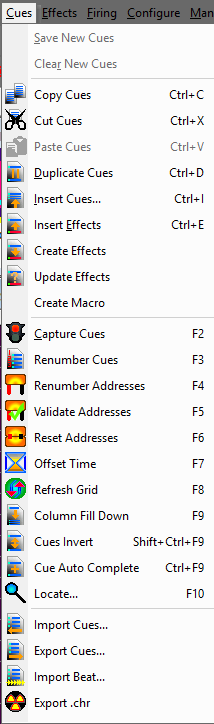 Cues Effects Firing Configure Man
Save New Cues
Clear New Cues
Copy Cues Ctrl+C
Cut Cues Ctrl+X
Paste Cues Ctrl+V
Duplicate Cues Ctrl+D
Insert Cues... Ctrl+I
Insert Effects Ctrl+E
Create Effects
Update Effects
Create Macro
Capture Cues F2
Renumber Cues F3
Renumber Addresses F4
Validate Addresses F5
Reset Addresses F6
Offset Time F7
Refresh Grid F8
Column Fill Down F9
Cues Invert Shift+Ctrl+F9
Cue Auto Complete Ctrl+F9
Locate... F10
Import Cues...
Export Cues...
Import Beat...
Export .chr